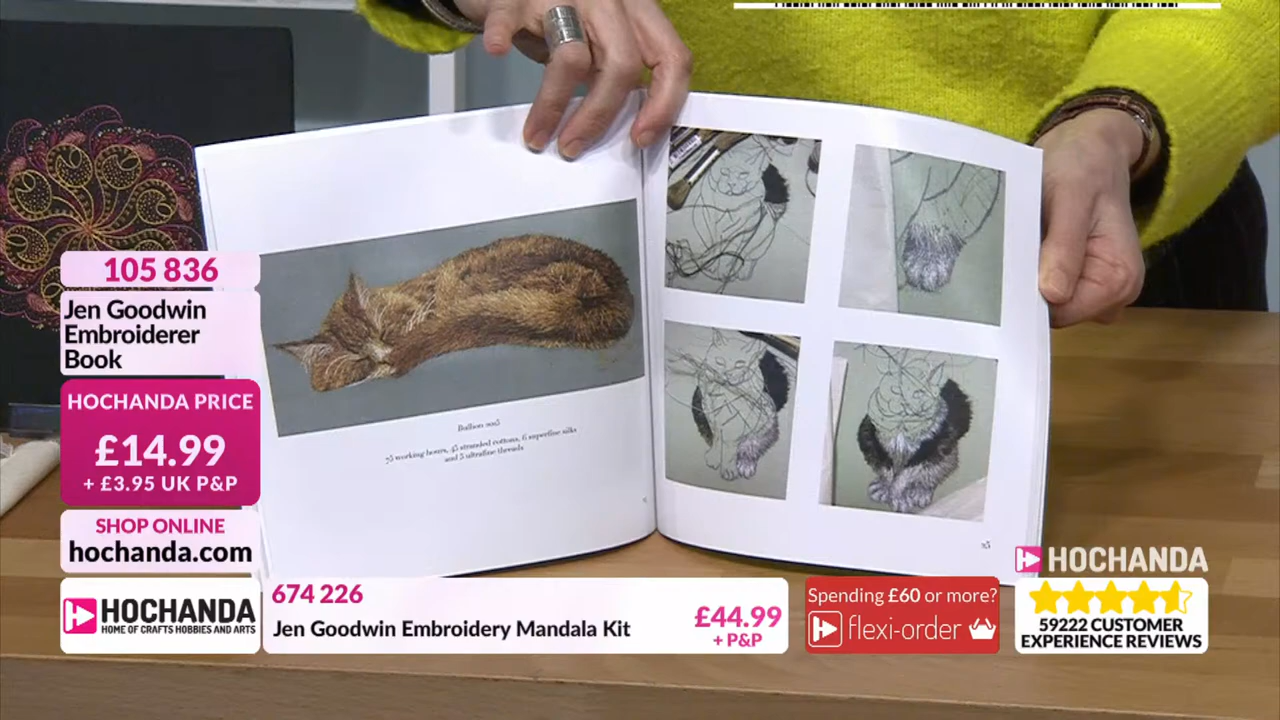 105 836
Jen Goodwin
Embroiderer
Book
HOCHANDA PRICE
£14.99
+ £3.95 UK P&P
SHOP ONLINE
hochanda.com
75 working hours, 45 stranded cottons, 6 superfine silks
and 5 ultrafine threads
HOCHANDA
HOME OF CRAFTS HOBBIES AND ARTS
674 226
Jen Goodwin Embroidery Mandala Kit
£44.99
+ P&P
Spending £60 or more?
flexi-order
HOCHANDA
59222 CUSTOMER
EXPERIENCE REVIEWS